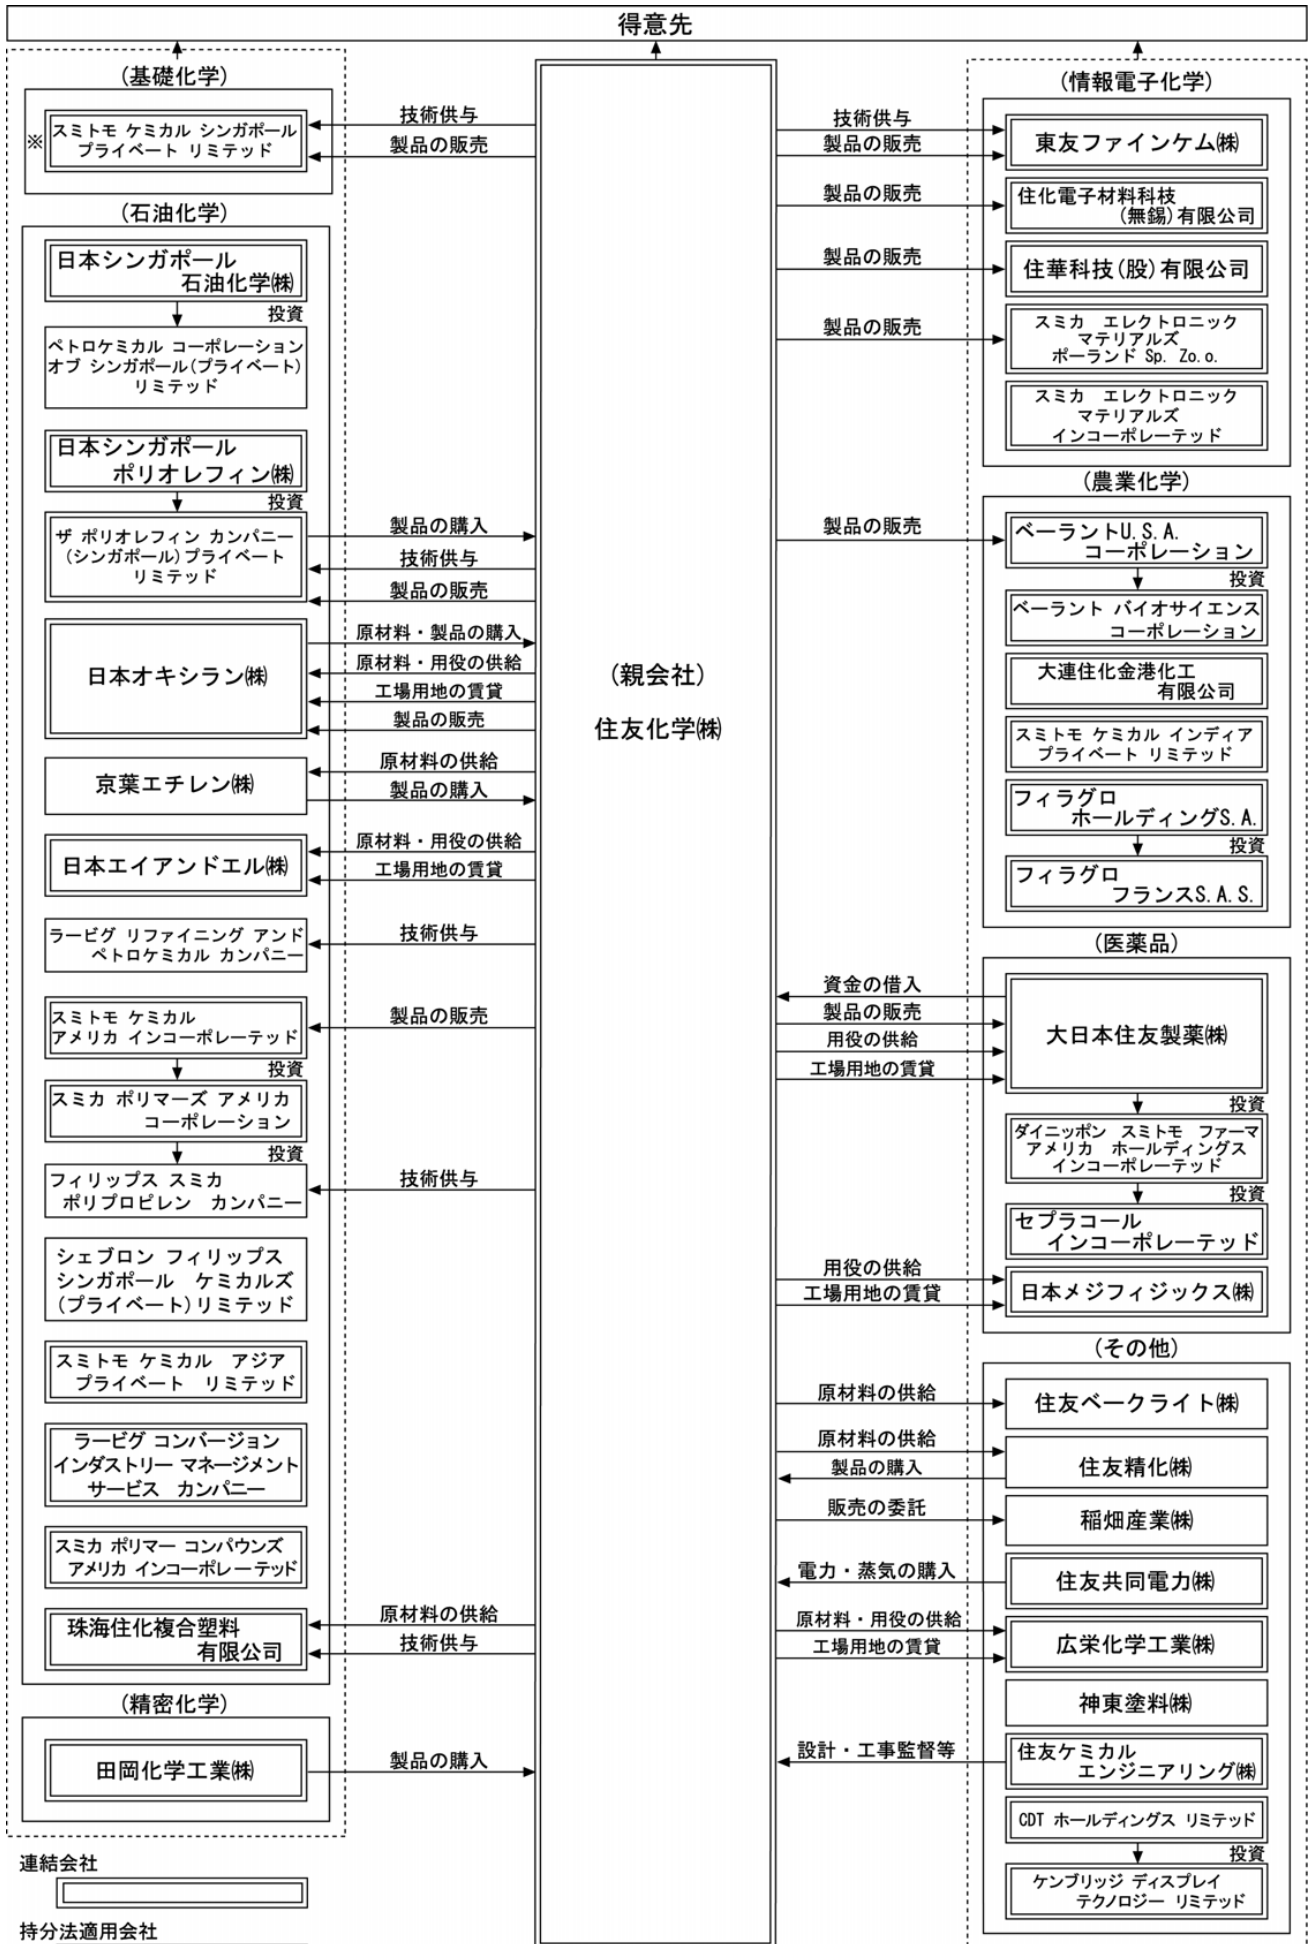 得意先
(基礎化学)
※
スミトモ ケミカル シンガポール
プライベート リミテッド
技術供与
製品の販売
(石油化学)
日本シンガポール
石油化学㈱
投資
ペトロケミカル コーポレーション
オブ シンガポール(プライベート)
リミテッド
日本シンガポール
ポリオレフィン㈱
投資
ザ ポリオレフィン カンパニー
(シンガポール)プライベート
リミテッド
製品の購入
技術供与
製品の販売
日本オキシラン㈱
原材料・製品の購入
原材料・用役の供給
工場用地の賃貸
製品の販売
京葉エチレン㈱
原材料の供給
製品の購入
日本エイアンドエル㈱
原材料・用役の供給
工場用地の賃貸
ラービグ リファイニング アンド
ペトロケミカル カンパニー
技術供与
スミトモ ケミカル
アメリカ インコーポレーテッド
製品の販売
投資
スミカ ポリマーズ アメリカ
コーポレーション
投資
フィリップス スミカ
ポリプロピレン カンパニー
技術供与
シェブロン フィリップス
シンガポール ケミカルズ
(プライベート)リミテッド
スミトモ ケミカル アジア
プライベート リミテッド
ラービグ コンバージョン
インダストリー マネージメント
サービス カンパニー
スミカ ポリマー コンパウンズ
アメリカ インコーポレーテッド
珠海住化複合塑料
有限公司
原材料の供給
技術供与
(精密化学)
田岡化学工業㈱
製品の購入
連結会社
持分法適用会社
(親会社)
住友化学㈱
(情報電子化学)
技術供与
製品の販売
東友ファインケム㈱
製品の販売
住化電子材料科技
(無錫)有限公司
製品の販売
住華科技(股)有限公司
製品の販売
スミカ エレクトロニック
マテリアルズ
ポーランド Sp. Zo.o.
スミカ エレクトロニック
マテリアルズ
インコーポレーテッド
(農業化学)
製品の販売
ベーラントU.S.A.
コーポレーション
投資
ベーラント バイオサイエンス
コーポレーション
大連住化金港化工
有限公司
スミトモ ケミカル インディア
プライベート リミテッド
フィラグロ
ホールディングS.A.
投資
フィラグロ
フランスS.A.S.
(医薬品)
資金の借入
製品の販売
用役の供給
工場用地の賃貸
大日本住友製薬㈱
投資
ダイニッポン スミトモ ファーマ
アメリカ ホールディングス
インコーポレーテッド
投資
セプラコール
インコーポレーテッド
用役の供給
工場用地の賃貸
日本メジフィジックス㈱
(その他)
原材料の供給
住友ベークライト㈱
原材料の供給
製品の購入
住友精化㈱
販売の委託
稲畑産業㈱
電力・蒸気の購入
住友共同電力㈱
原材料・用役の供給
工場用地の賃貸
広栄化学工業㈱
神東塗料㈱
設計・工事監督等
住友ケミカル
エンジニアリング㈱
CDT ホールディングス リミテッド
投資
ケンブリッジ ディスプレイ
テクノロジー リミテッド